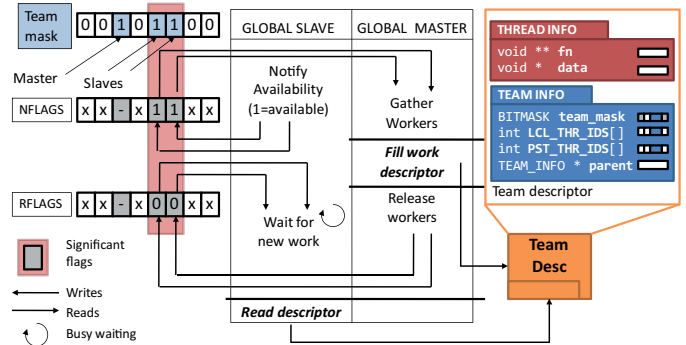 Team
mask
0 0 1 0 1 1 0 0
Master
Slaves
NFLAGS
x x - x 1 1 x x
RFLAGS
x x - x 0 0 x x
Significant
flags
Writes
Reads
Busy waiting
GLOBAL SLAVE
Notify
Availability
(1=available)
Wait for
new work
Read descriptor
GLOBAL MASTER
Gather
Workers
Fill work
descriptor
Release
workers
THREAD INFO
void ** fn
void * data
TEAM INFO
BITMASK team_mask
int LCL_THR_IDS[]
int PST_THR_IDS[]
TEAM_INFO * parent
Team descriptor
Team
Desc